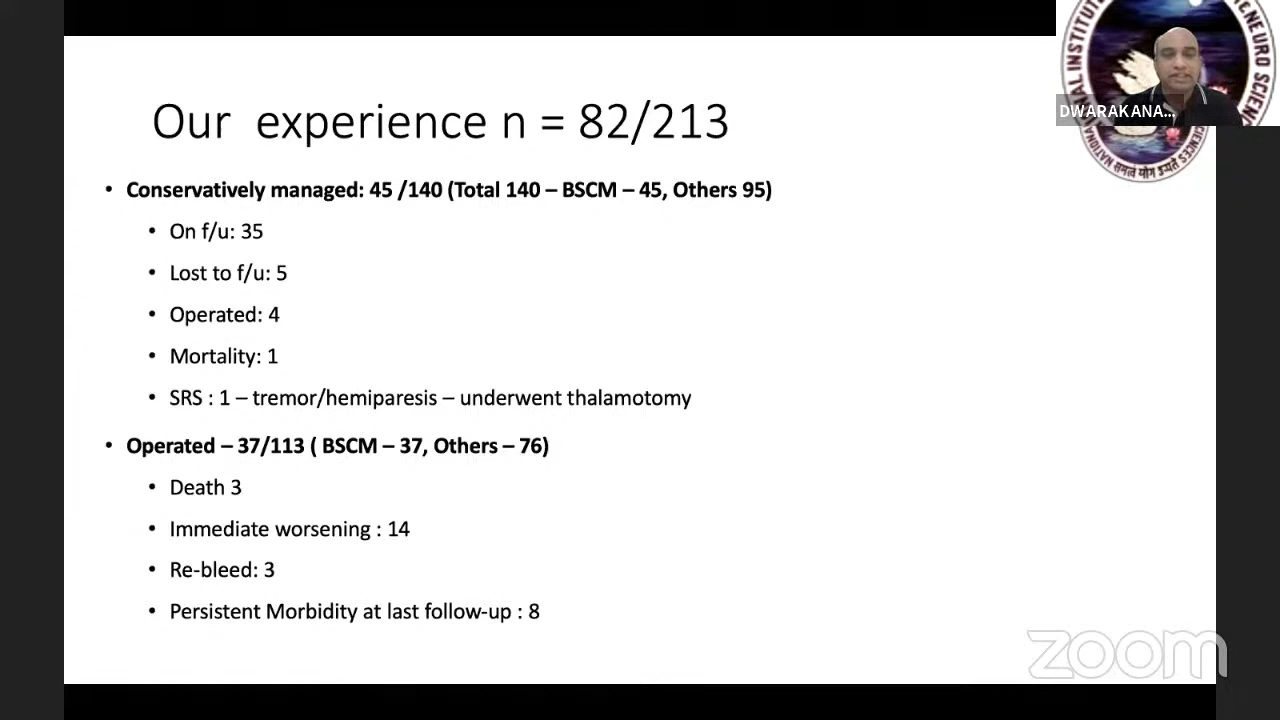 Our experience n = 82/213
• Conservatively managed: 45 /140 (Total 140 – BSCM – 45, Others 95)
• On f/u: 35
• Lost to f/u: 5
• Operated: 4
• Mortality: 1
• SRS : 1 – tremor/hemiparesis – underwent thalamotomy
• Operated – 37/113 ( BSCM – 37, Others – 76)
• Death 3
• Immediate worsening : 14
• Re-bleed: 3
• Persistent Morbidity at last follow-up : 8
DWARAKANA...
zoom